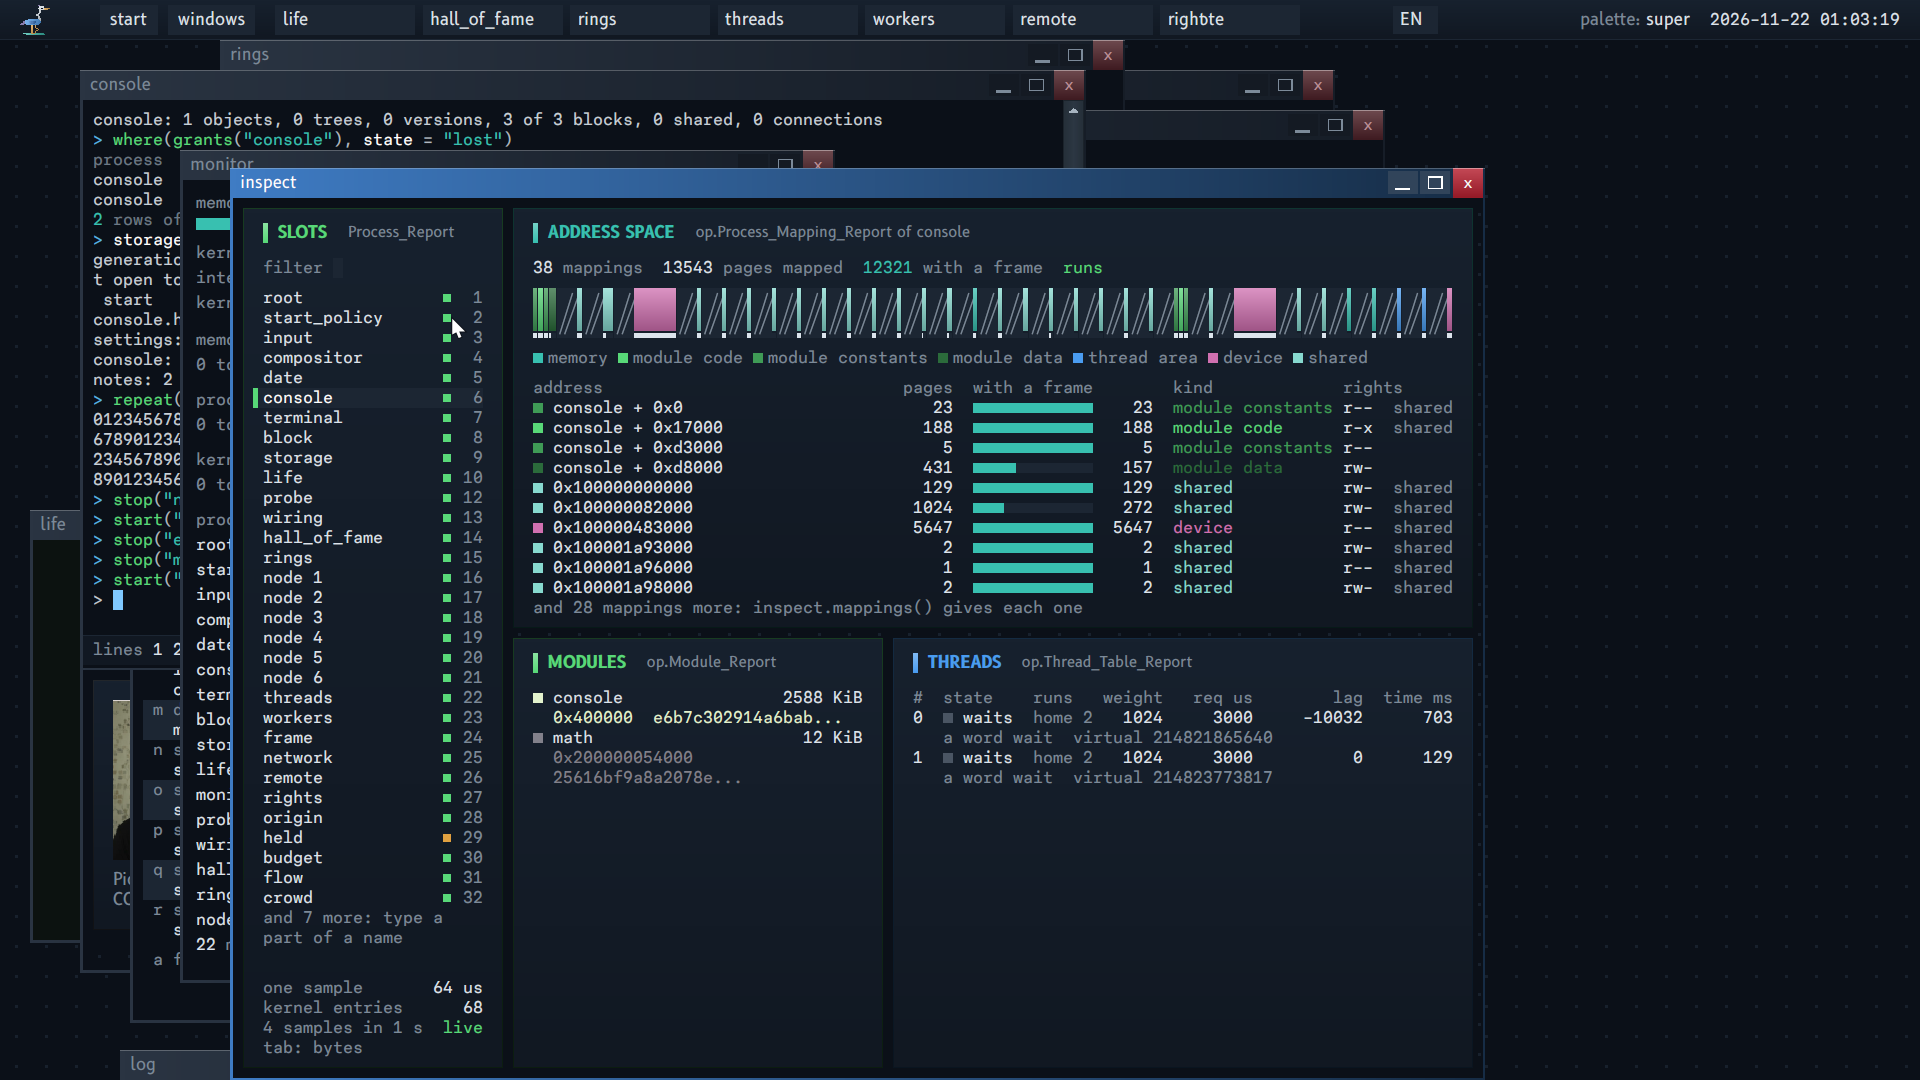 start windows life hall_of_fame rings threads workers remote rights EN palette: super 2026-11-22 01:03:19
rings
console
console: 1 objects, 0 trees, 0 versions, 3 of 3 blocks, 0 shared, 0 connections
> where(grants("console"), state = "lost")
process
console
console
2 rows of
> storage
generatio
t open to
start
console.h
settings:
console:
notes: 2
> repeat(
012345678
678901234
234567890
890123456
> stop("n
> start("
> stop("e
> stop("m
> start("
>
lines 1 2
monitor
life
log
inspect
SLOTS Process_Report
filter
root 1
start_policy 2
input 3
compositor 4
date 5
console 6
terminal 7
block 8
storage 9
life 10
probe 12
wiring 13
hall_of_fame 14
rings 15
node 1 16
node 2 17
node 3 18
node 4 19
node 5 20
node 6 21
threads 22
workers 23
frame 24
network 25
remote 26
rights 27
origin 28
held 29
budget 30
flow 31
crowd 32
and 7 more: type a
part of a name
one sample 64 us
kernel entries 68
4 samples in 1 s live
tab: bytes
ADDRESS SPACE op.Process_Mapping_Report of console
38 mappings 13543 pages mapped 12321 with a frame runs
memory module code module constants module data thread area device shared
address pages with a frame kind rights
console + 0x0 23 23 module constants r-- shared
console + 0x17000 188 188 module code r-x shared
console + 0xd3000 5 5 module constants r--
console + 0xd8000 431 157 module data rw-
0x100000000000 129 129 shared rw- shared
0x100000082000 1024 272 shared rw- shared
0x100000483000 5647 5647 device r-- shared
0x100001a93000 2 2 shared rw- shared
0x100001a96000 1 1 shared r-- shared
0x100001a98000 2 2 shared rw- shared
and 28 mappings more: inspect.mappings() gives each one
MODULES op.Module_Report
console 2588 KiB
0x400000 e6b7c302914a6bab...
math 12 KiB
0x200000054000
25616bf9a8a2078e...
THREADS op.Thread_Table_Report
# state runs weight req us lag time ms
0 waits home 2 1024 3000 -10032 703
a word wait virtual 214821865640
1 waits home 2 1024 3000 0 129
a word wait virtual 214823773817